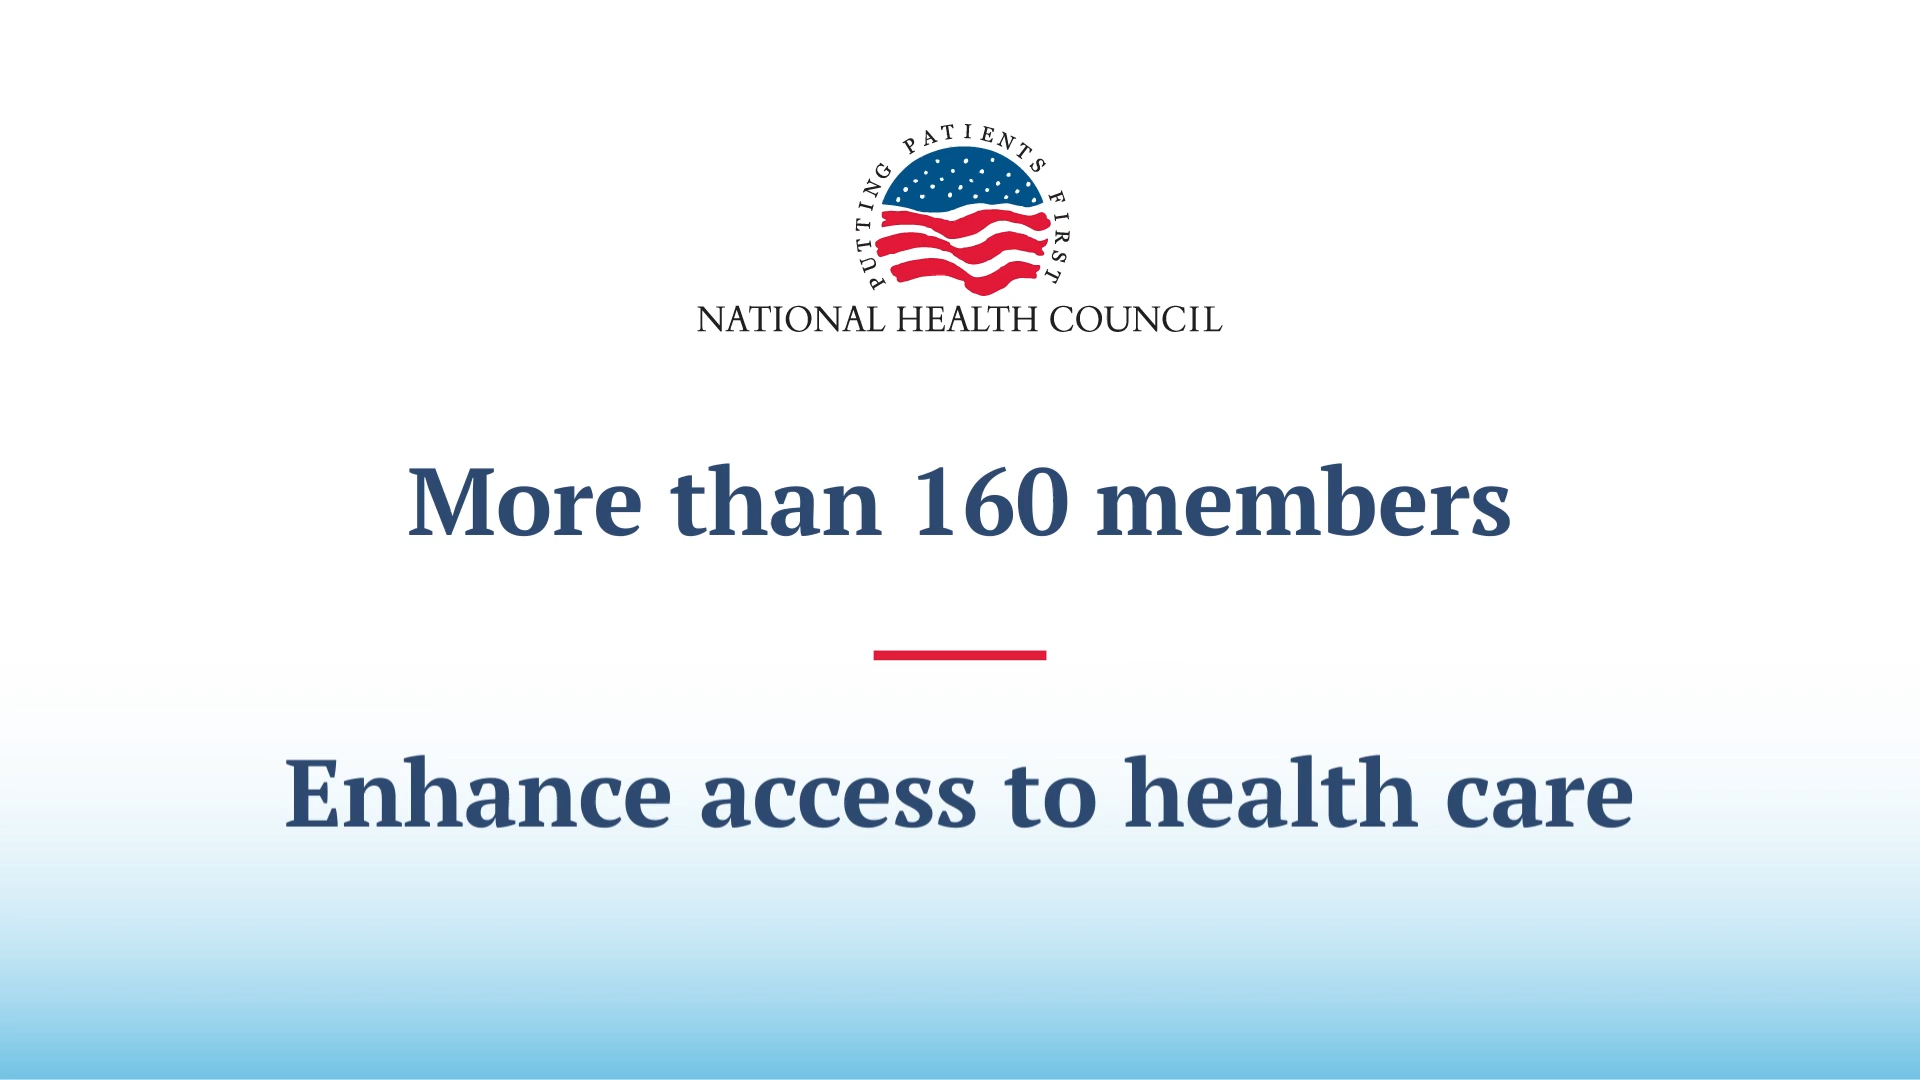 PUTTING PATIENTS FIRST
NATIONAL HEALTH COUNCIL
More than 160 members
Enhance access to health care